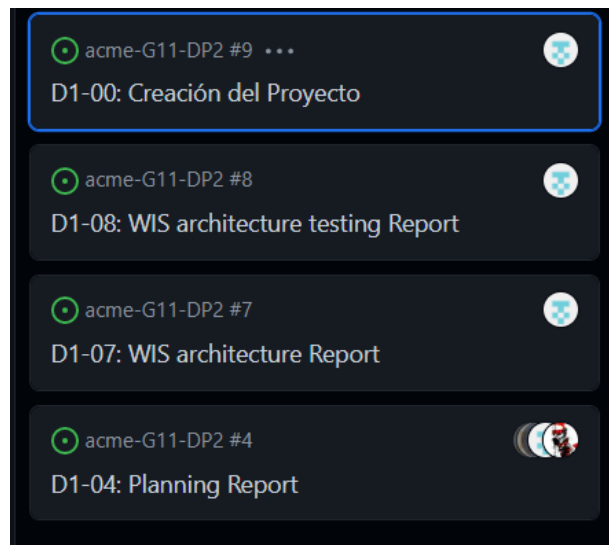 acme-G11-DP2 #9 •••
D1-00: Creación del Proyecto
acme-G11-DP2 #8
D1-08: WIS architecture testing Report
acme-G11-DP2 #7
D1-07: WIS architecture Report
acme-G11-DP2 #4
D1-04: Planning Report